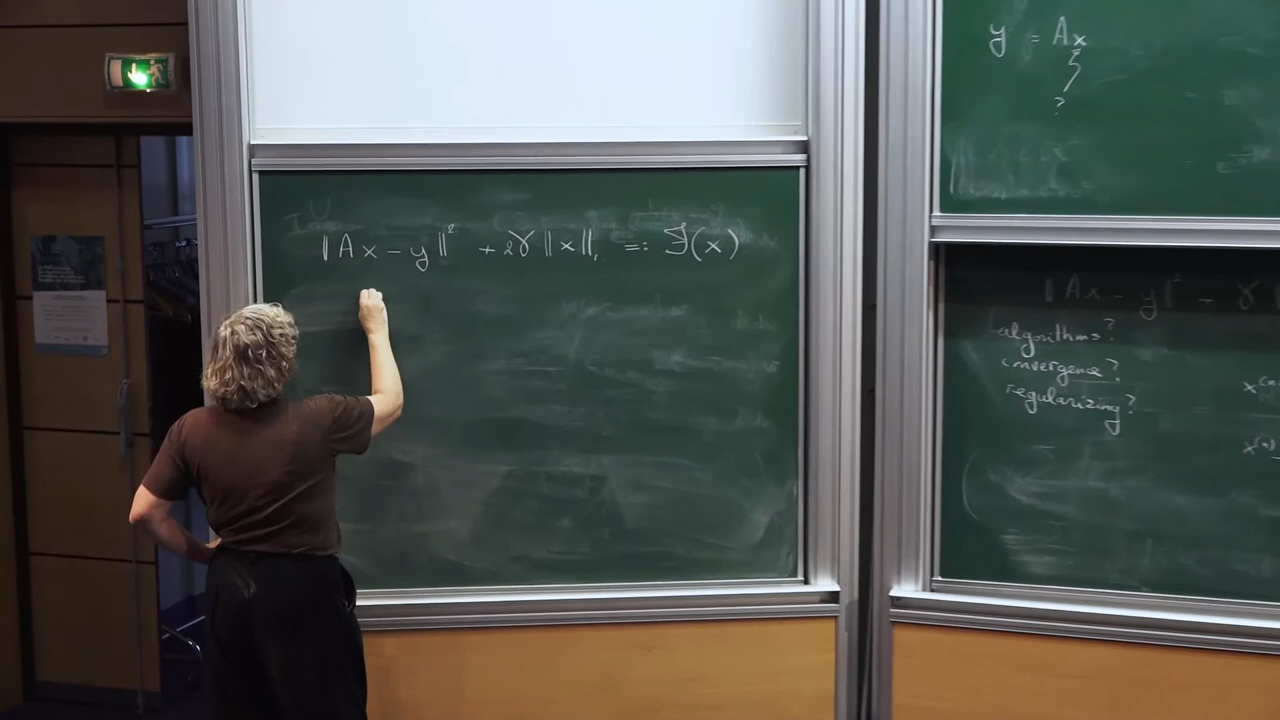 ‖Ax − y‖² + 2γ‖x‖₁ =: ℑ(x)
y = Ax
?
‖Ax − y‖² − γ
algorithms?
convergence?
regularizing?